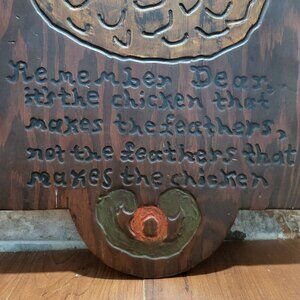 Remember Dear,
it's the chicken that
makes the feathers,
not the feathers that
makes the chicken